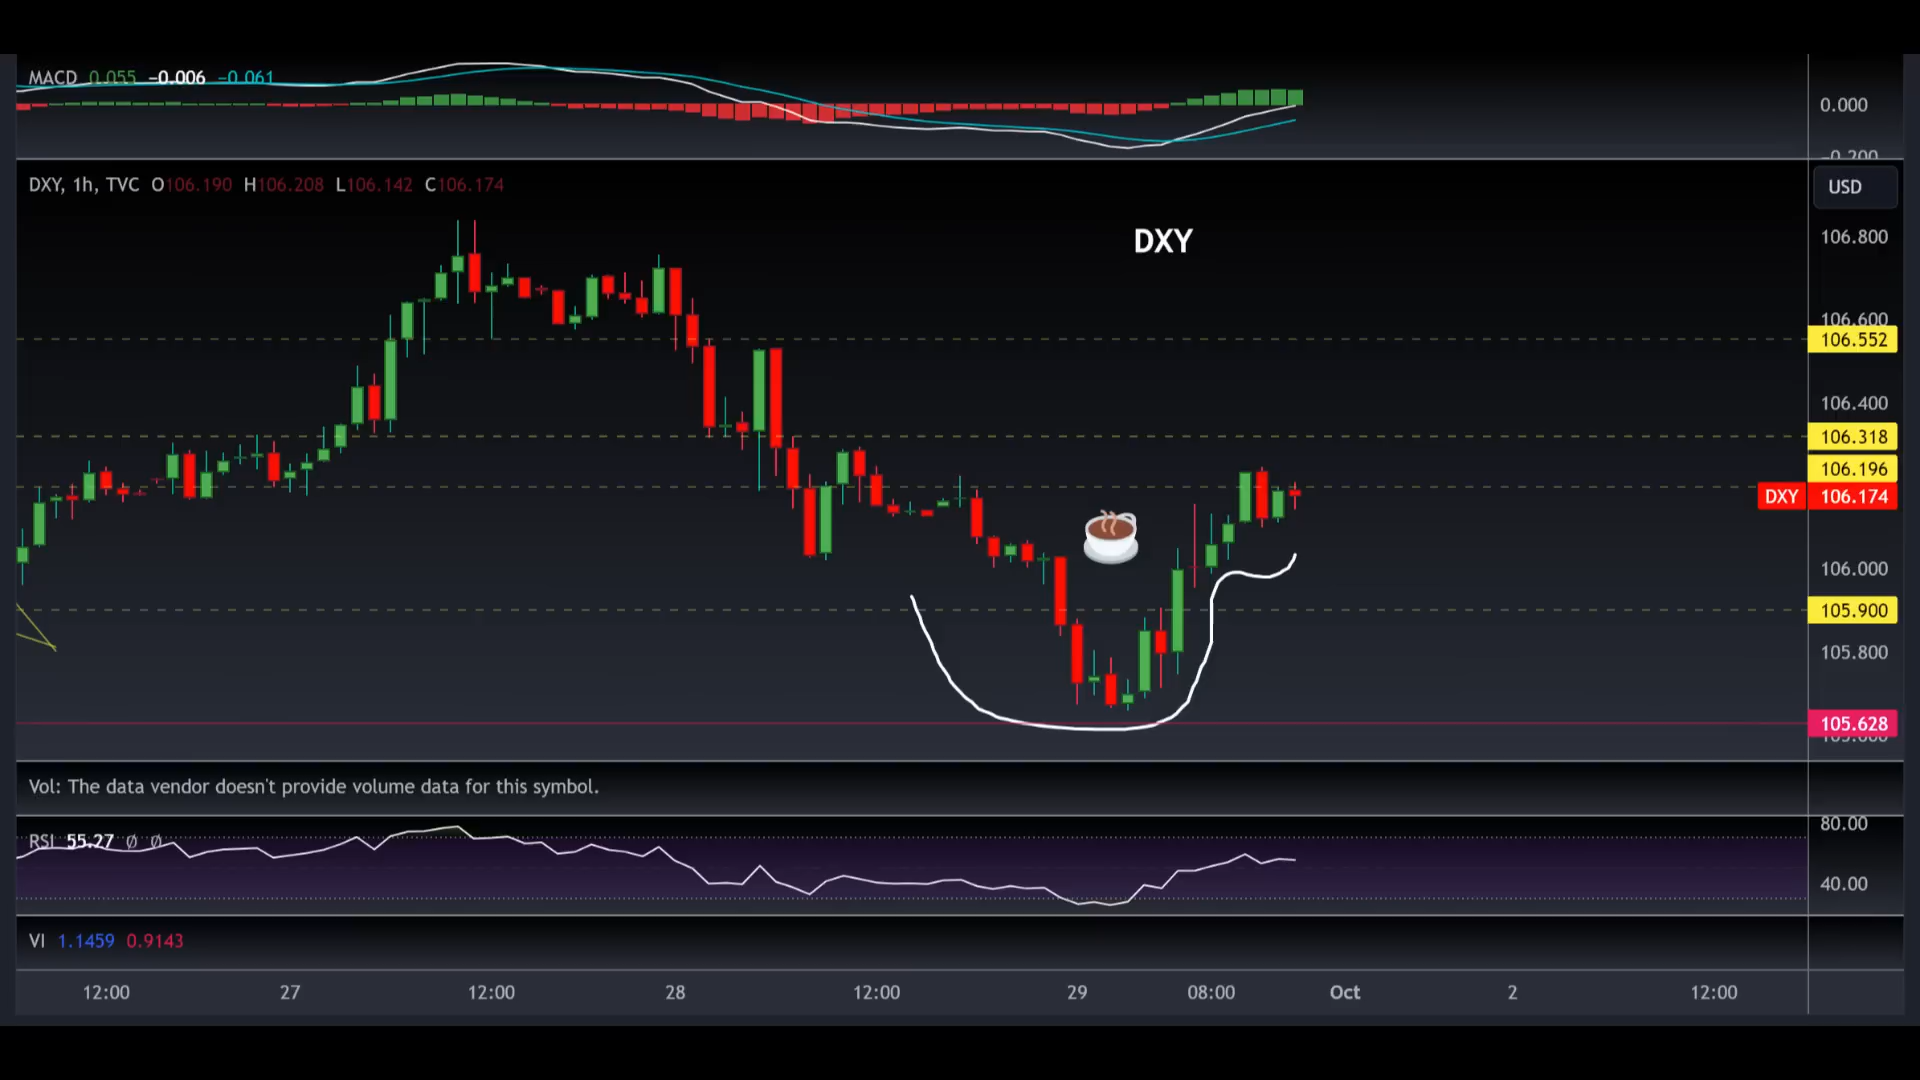 MACD 0.055 −0.006 −0.061
0.000
−0.200
DXY, 1h, TVC O106.190 H106.208 L106.142 C106.174
USD
DXY
106.800
106.600
106.552
106.400
106.318
106.196
DXY 106.174
106.000
105.900
105.800
105.628
105.600
Vol: The data vendor doesn't provide volume data for this symbol.
80.00
RSI 55.27 Ø Ø
40.00
VI 1.1459 0.9143
12:00 27 12:00 28 12:00 29 08:00 Oct 2 12:00